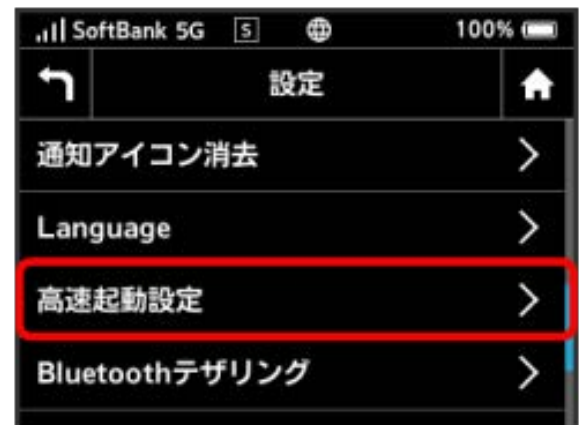 SoftBank 5G S 100%
設定
通知アイコン消去
Language
高速起動設定
Bluetoothテザリング